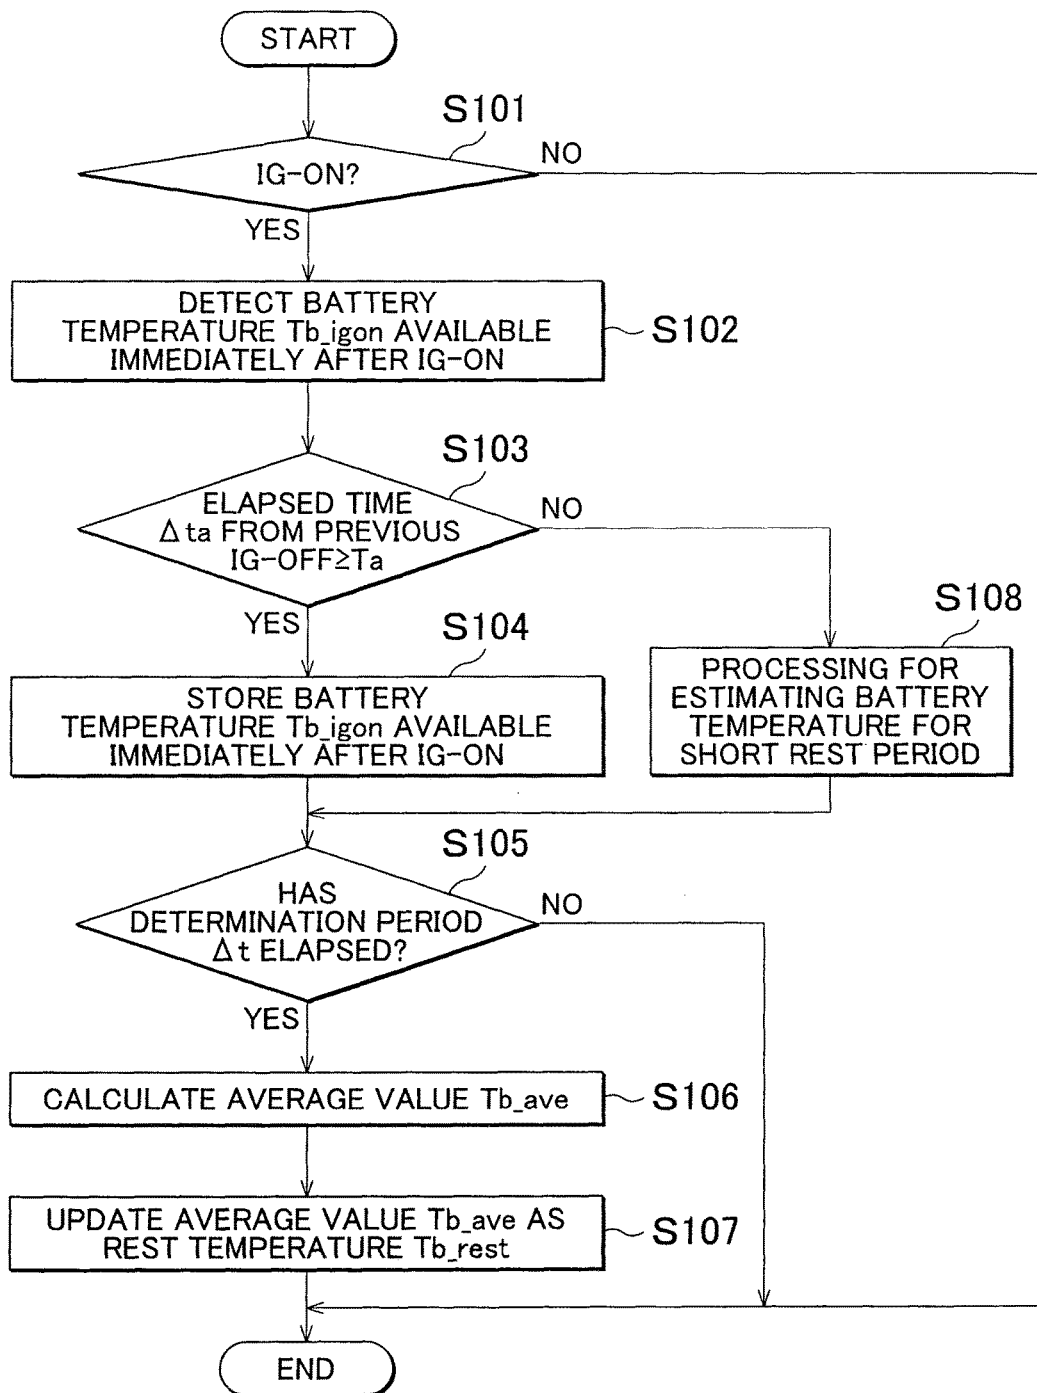 START
S101
IG-ON?
NO
YES
DETECT BATTERY
TEMPERATURE Tb_igon AVAILABLE
IMMEDIATELY AFTER IG-ON
S102
S103
ELAPSED TIME
Δta FROM PREVIOUS
IG-OFF≥Ta
NO
YES
S104
STORE BATTERY
TEMPERATURE Tb_igon AVAILABLE
IMMEDIATELY AFTER IG-ON
S108
PROCESSING FOR
ESTIMATING BATTERY
TEMPERATURE FOR
SHORT REST PERIOD
S105
HAS
DETERMINATION PERIOD
Δt ELAPSED?
NO
YES
CALCULATE AVERAGE VALUE Tb_ave
S106
UPDATE AVERAGE VALUE Tb_ave AS
REST TEMPERATURE Tb_rest
S107
END